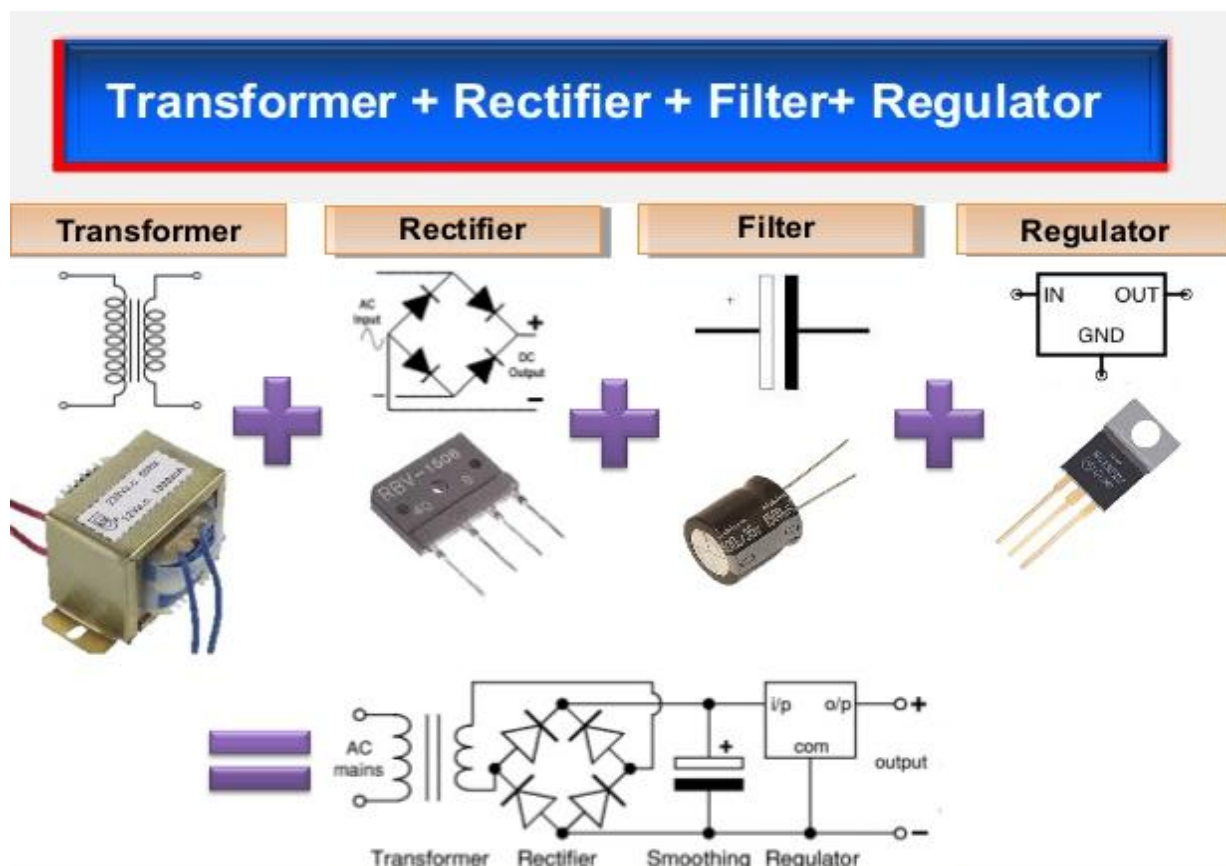 Transformer + Rectifier + Filter+ Regulator
Transformer
Rectifier
Filter
Regulator
AC
Input
+
DC
Output
−
−
+
IN OUT
GND
RBV-1506
12V
AC
mains
+
i/p o/p
com
+
output
−
Transformer Rectifier Smoothing Regulator